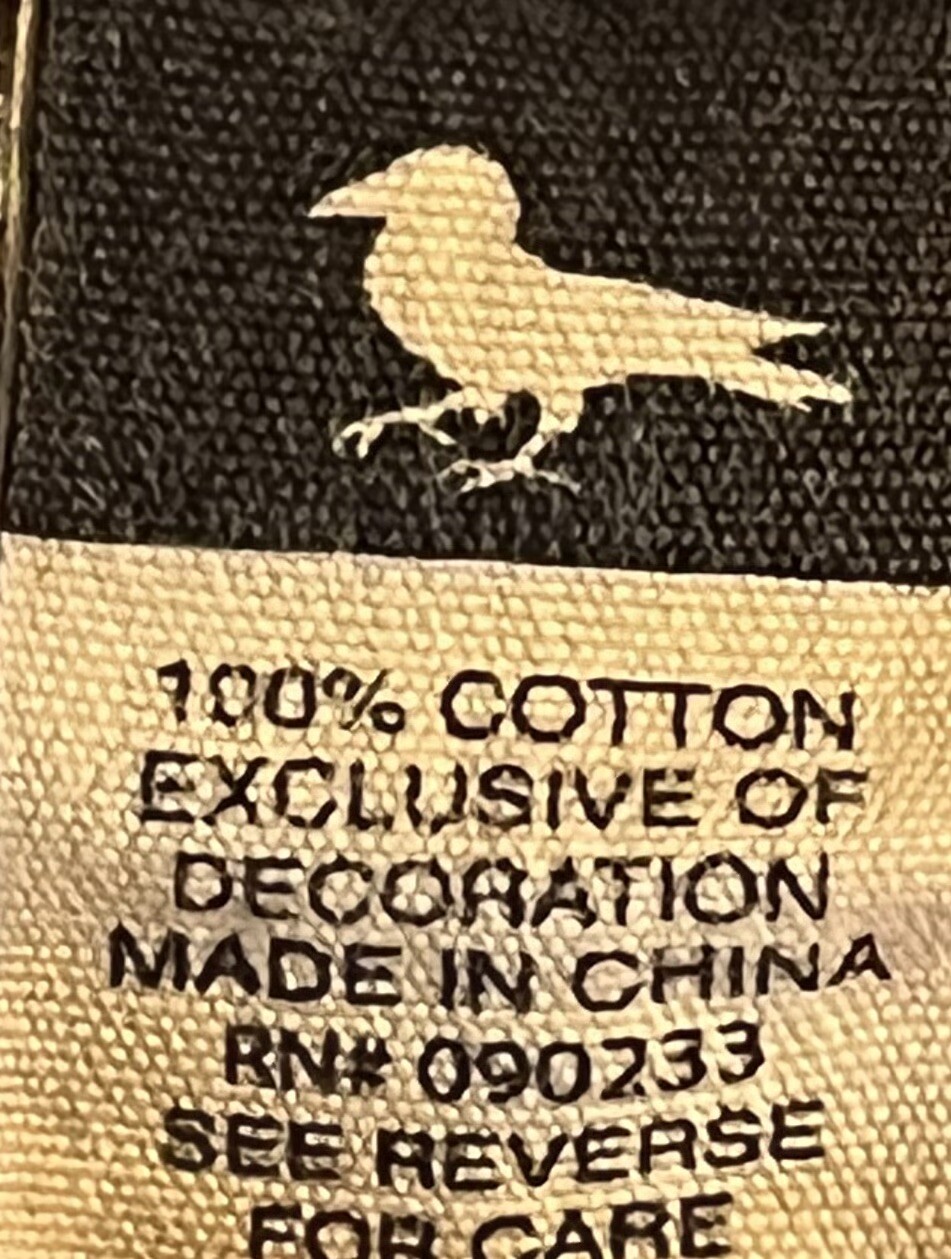 100% COTTON
EXCLUSIVE OF
DECORATION
MADE IN CHINA
RN# 090233
SEE REVERSE
FOR CARE